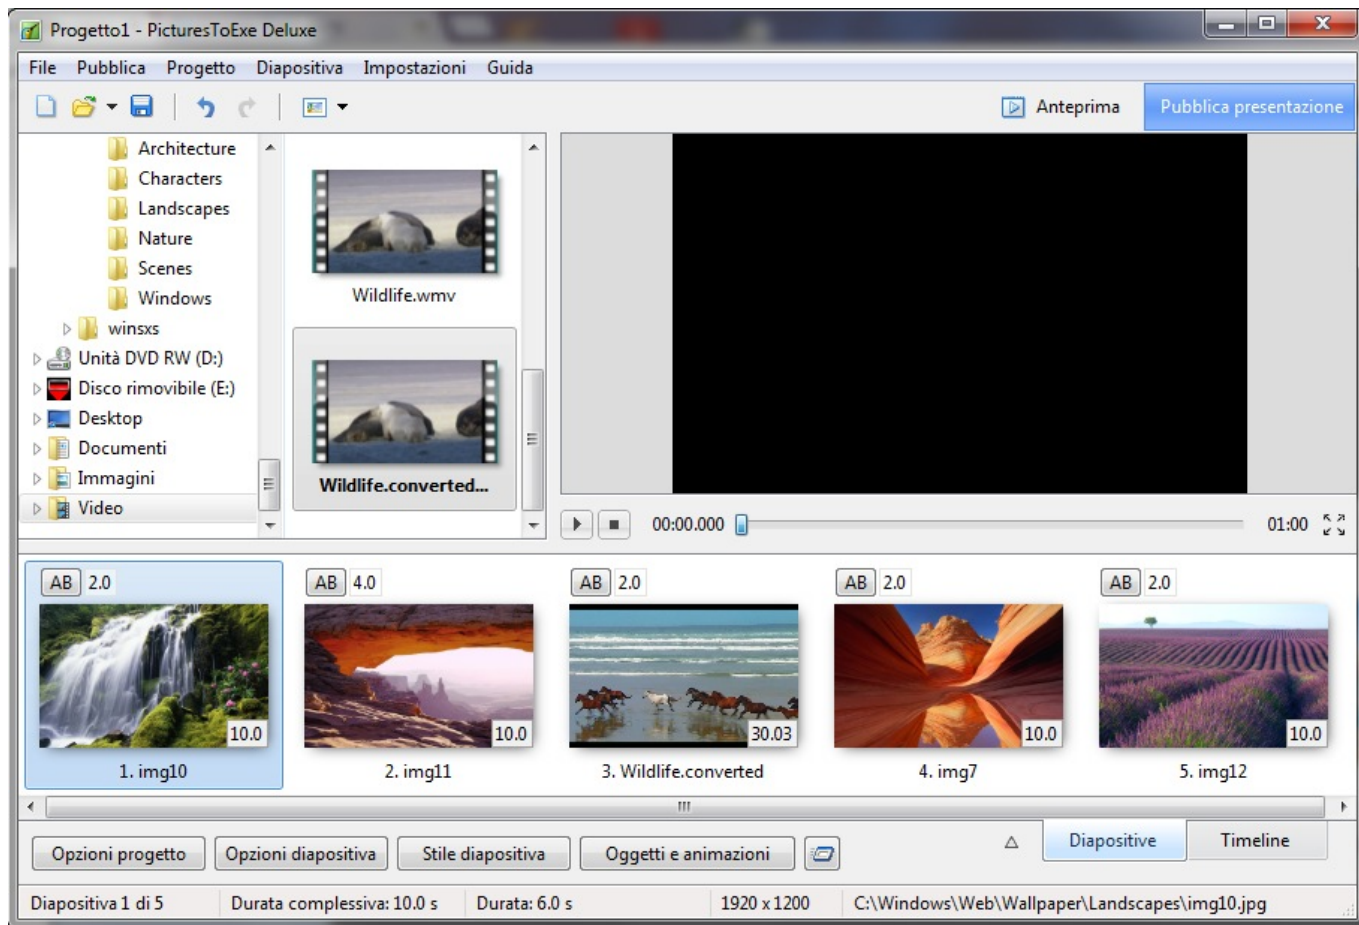 Progetto1 - PicturesToExe Deluxe
File Pubblica Progetto Diapositiva Impostazioni Guida
Anteprima Pubblica presentazione
Architecture
Characters
Landscapes
Nature
Scenes
Windows
winsxs
Unità DVD RW (D:)
Disco rimovibile (E:)
Desktop
Documenti
Immagini
Video
Wildlife.wmv
Wildlife.converted...
00:00.000 01:00
AB 2.0 AB 4.0 AB 2.0 AB 2.0 AB 2.0
10.0 10.0 30.03 10.0 10.0
1. img10 2. img11 3. Wildlife.converted 4. img7 5. img12
Opzioni progetto Opzioni diapositiva Stile diapositiva Oggetti e animazioni Diapositive Timeline
Diapositiva 1 di 5 Durata complessiva: 10.0 s Durata: 6.0 s 1920 x 1200 C:\Windows\Web\Wallpaper\Landscapes\img10.jpg